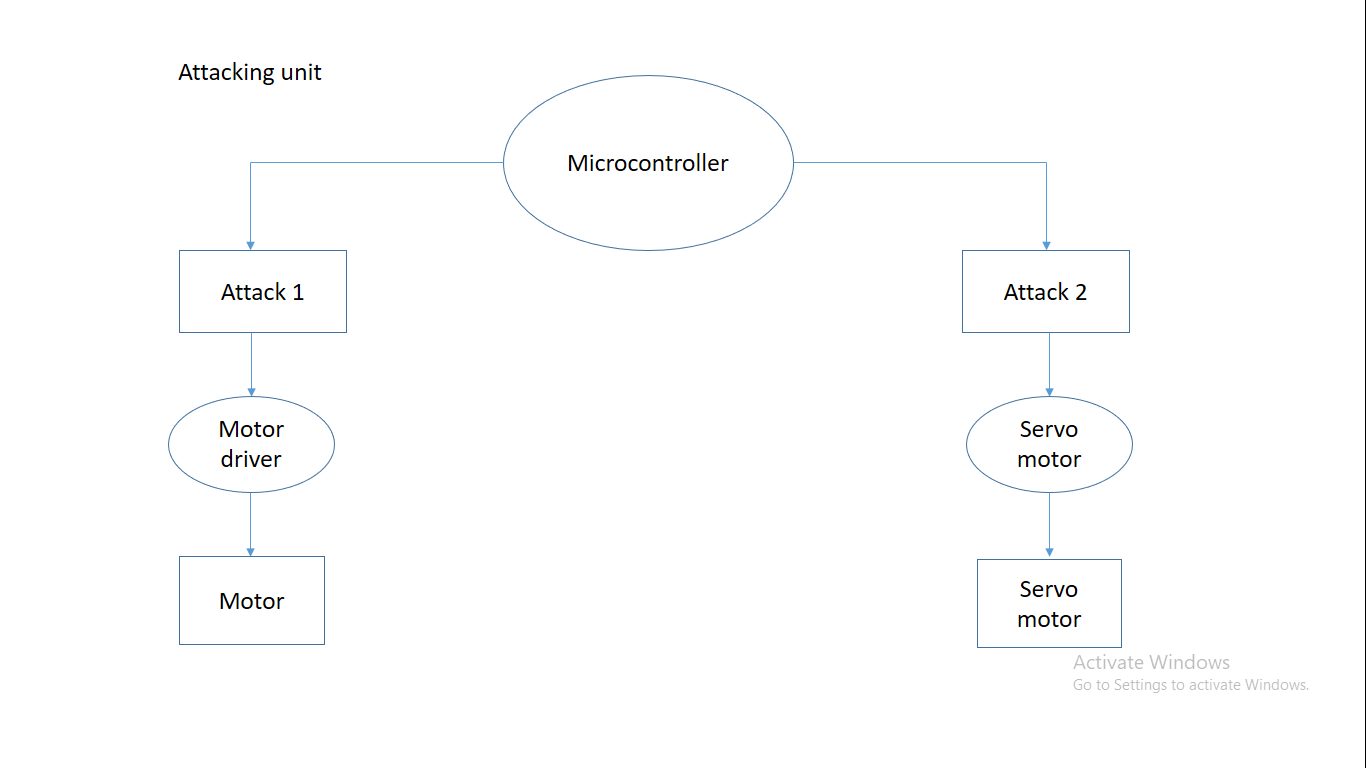 Attacking unit
Microcontroller
Attack 1
Attack 2
Motor
driver
Servo
motor
Motor
Servo
motor
Activate Windows
Go to Settings to activate Windows.